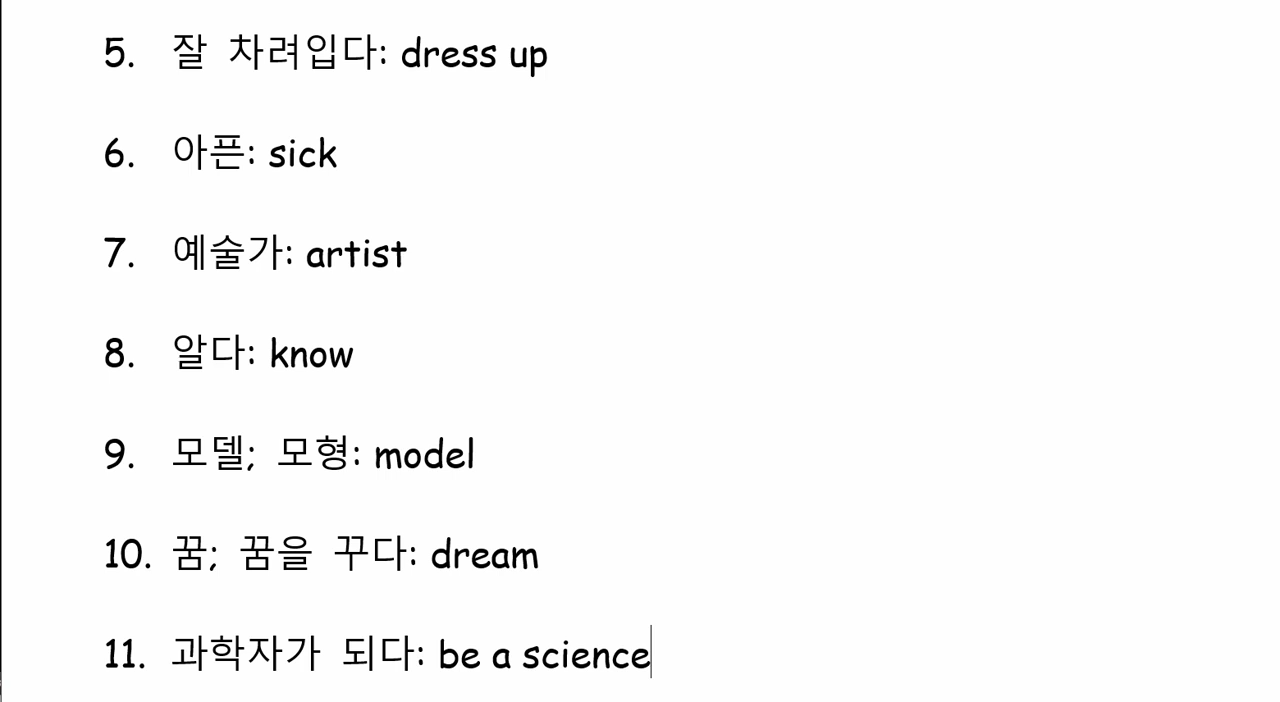 5. 잘 차려입다: dress up
6. 아픈: sick
7. 예술가: artist
8. 알다: know
9. 모델; 모형: model
10. 꿈; 꿈을 꾸다: dream
11. 과학자가 되다: be a science